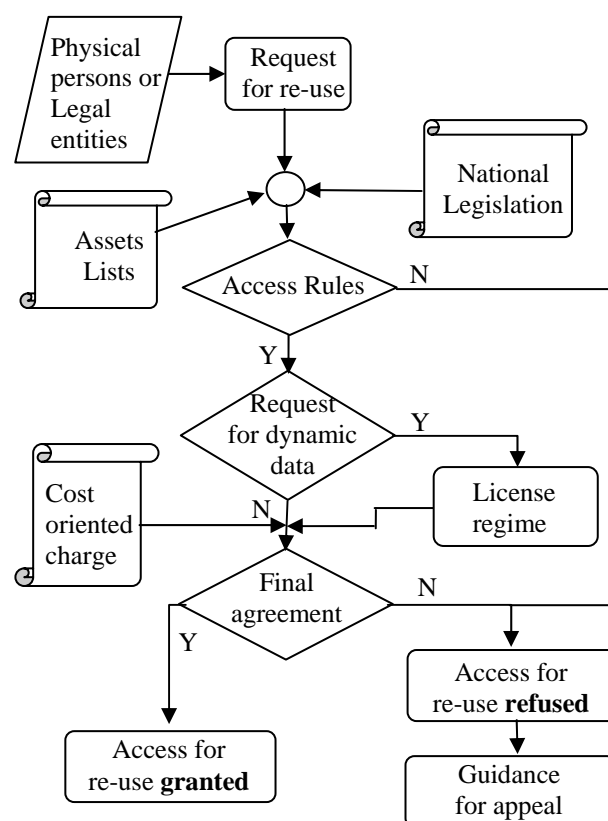 Physical
persons or
Legal
entities
Request
for re-use
National
Legislation
Assets
Lists
Access Rules
N
Y
Request
for dynamic
data
Y
N
Cost
oriented
charge
License
regime
Final
agreement
N
Y
Access for
re-use refused
Access for
re-use granted
Guidance
for appeal